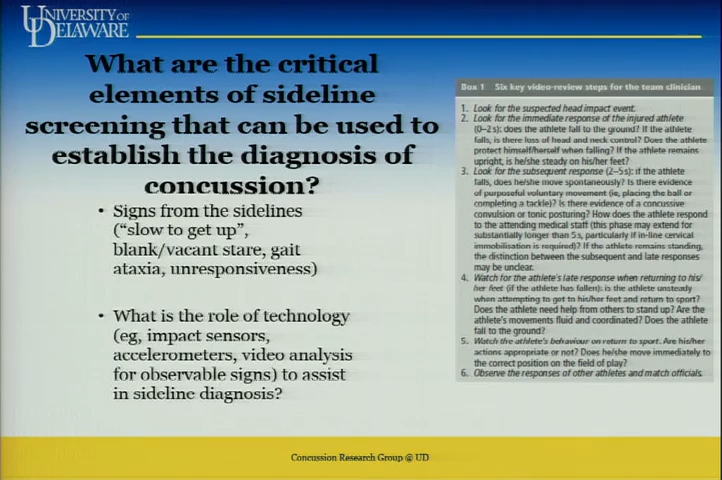 UNIVERSITY OF
DELAWARE
What are the critical
elements of sideline
screening that can be used to
establish the diagnosis of
concussion?
• Signs from the sidelines
("slow to get up",
blank/vacant stare, gait
ataxia, unresponsiveness)
• What is the role of technology
(eg, impact sensors,
accelerometers, video analysis
for observable signs) to assist
in sideline diagnosis?
Box 1 Six key video-review steps for the team clinician
1. Look for the suspected head impact event.
2. Look for the immediate response of the injured athlete
(0–2 s): does the athlete fall to the ground? If the athlete
falls, is there loss of head and neck control? Does the athlete
protect himself/herself when falling? If the athlete remains
upright, is he/she steady on his/her feet?
3. Look for the subsequent response (2–5 s): if the athlete
falls, does he/she move spontaneously? Is there evidence
of purposeful voluntary movement (ie, placing the ball or
completing a tackle)? Is there evidence of a concussive
convulsion or tonic posturing? How does the athlete respond
to the attending medical staff (this phase may extend for
substantially longer than 5 s, particularly if in-line cervical
immobilisation is required)? If the athlete remains standing,
the distinction between the subsequent and late responses
may be unclear.
4. Watch for the athlete's late response when returning to his/
her feet (if the athlete has fallen): is the athlete unsteady
when attempting to get to his/her feet and return to sport?
Does the athlete need help from others to stand up? Are the
athlete's movements fluid and coordinated? Does the athlete
fall to the ground?
5. Watch the athlete's behaviour on return to sport. Are his/her
actions appropriate or not? Does he/she move immediately to
the correct position on the field of play?
6. Observe the responses of other athletes and match officials.
Concussion Research Group @ UD